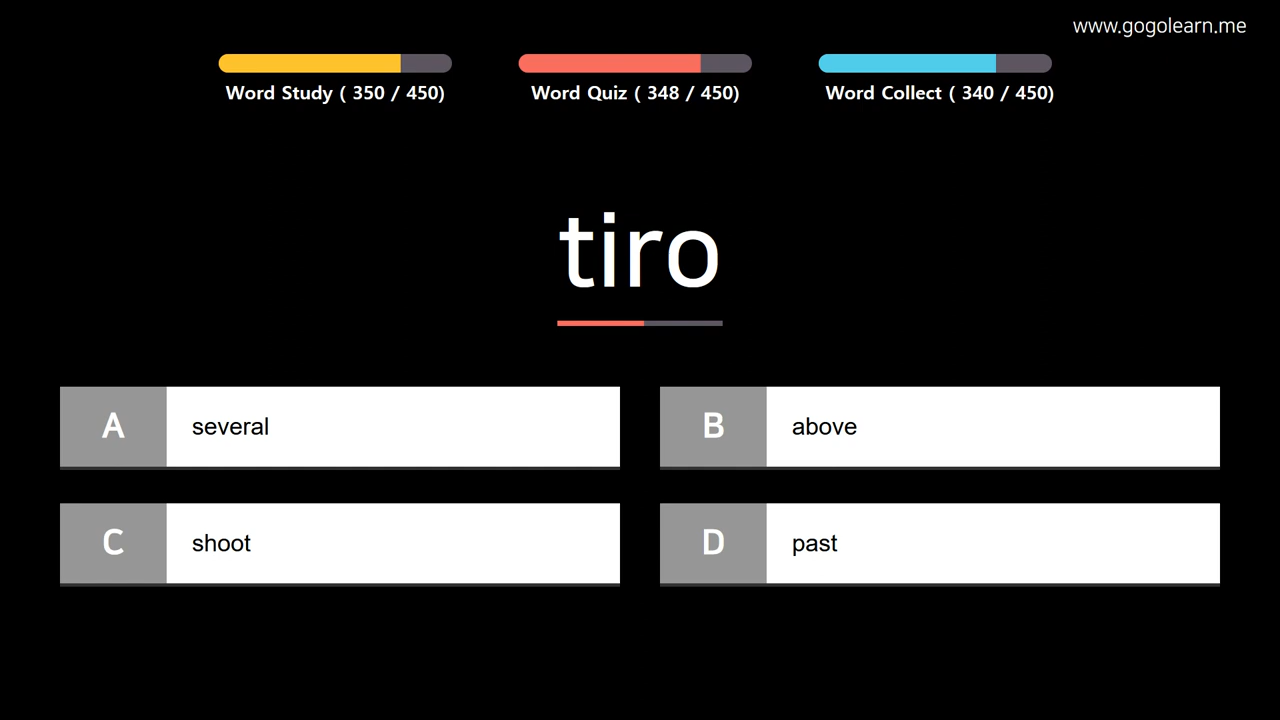 www.gogolearn.me
Word Study ( 350 / 450)
Word Quiz ( 348 / 450)
Word Collect ( 340 / 450)
tiro
A several
B above
C shoot
D past